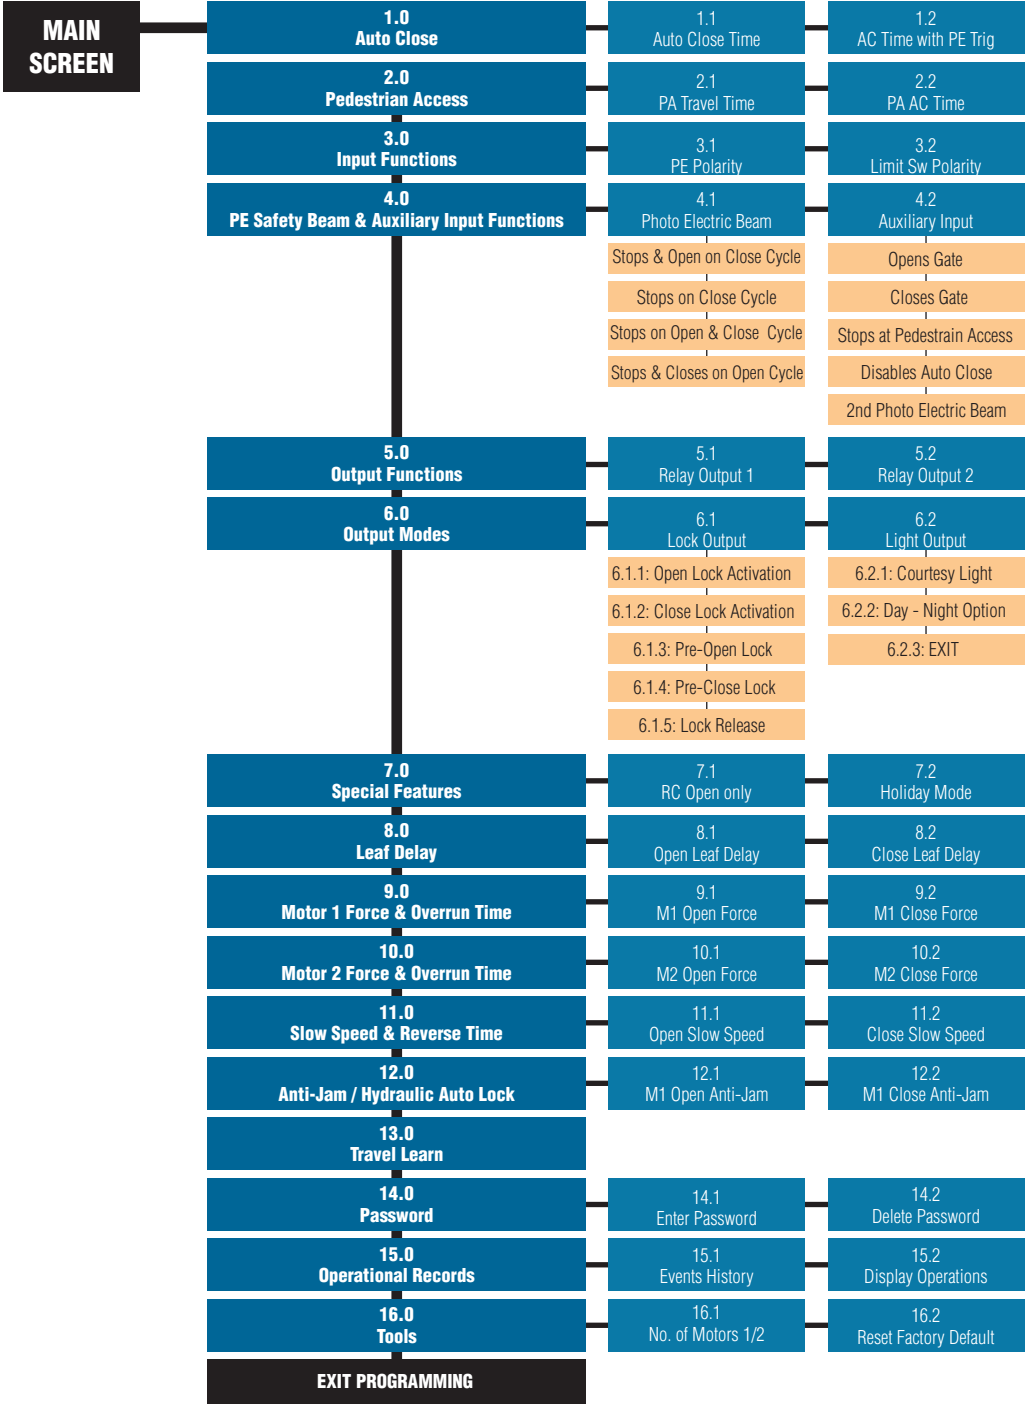 MAIN
SCREEN
1.0
Auto Close
1.1
Auto Close Time
1.2
AC Time with PE Trig
2.0
Pedestrian Access
2.1
PA Travel Time
2.2
PA AC Time
3.0
Input Functions
3.1
PE Polarity
3.2
Limit Sw Polarity
4.0
PE Safety Beam & Auxiliary Input Functions
4.1
Photo Electric Beam
4.2
Auxiliary Input
Stops & Open on Close Cycle
Stops on Close Cycle
Stops on Open & Close Cycle
Stops & Closes on Open Cycle
Opens Gate
Closes Gate
Stops at Pedestrain Access
Disables Auto Close
2nd Photo Electric Beam
5.0
Output Functions
5.1
Relay Output 1
5.2
Relay Output 2
6.0
Output Modes
6.1
Lock Output
6.2
Light Output
6.1.1: Open Lock Activation
6.1.2: Close Lock Activation
6.1.3: Pre-Open Lock
6.1.4: Pre-Close Lock
6.1.5: Lock Release
6.2.1: Courtesy Light
6.2.2: Day - Night Option
6.2.3: EXIT
7.0
Special Features
7.1
RC Open only
7.2
Holiday Mode
8.0
Leaf Delay
8.1
Open Leaf Delay
8.2
Close Leaf Delay
9.0
Motor 1 Force & Overrun Time
9.1
M1 Open Force
9.2
M1 Close Force
10.0
Motor 2 Force & Overrun Time
10.1
M2 Open Force
10.2
M2 Close Force
11.0
Slow Speed & Reverse Time
11.1
Open Slow Speed
11.2
Close Slow Speed
12.0
Anti-Jam / Hydraulic Auto Lock
12.1
M1 Open Anti-Jam
12.2
M1 Close Anti-Jam
13.0
Travel Learn
14.0
Password
14.1
Enter Password
14.2
Delete Password
15.0
Operational Records
15.1
Events History
15.2
Display Operations
16.0
Tools
16.1
No. of Motors 1/2
16.2
Reset Factory Default
EXIT PROGRAMMING